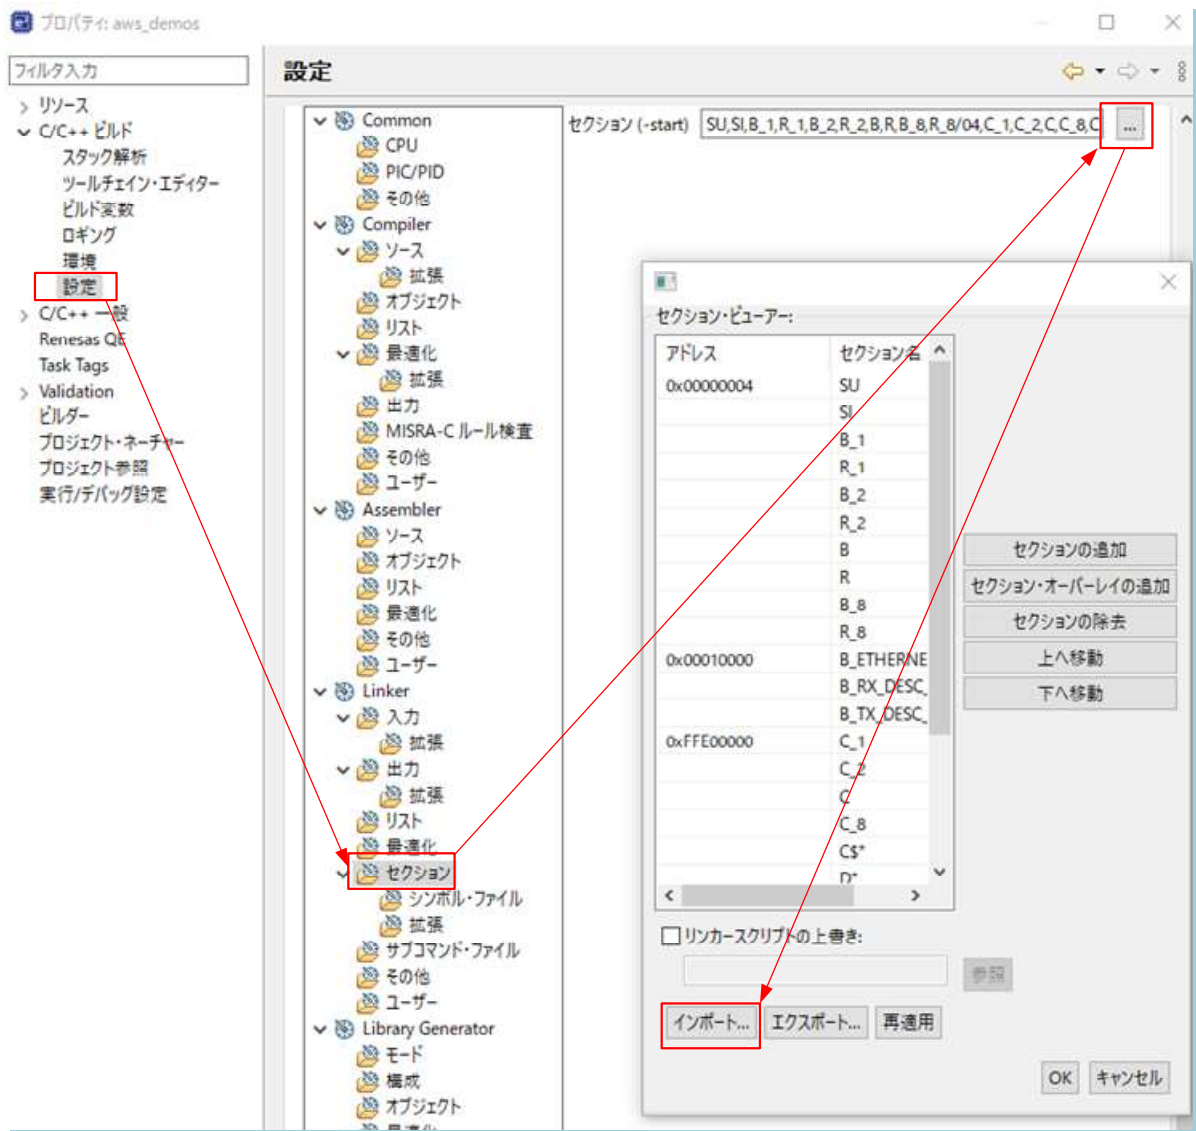 プロパティ: aws_demos
フィルタ入力
リソース
C/C++ ビルド
スタック解析
ツールチェイン・エディター
ビルド変数
ロギング
環境
設定
C/C++ 一般
Renesas QE
Task Tags
Validation
ビルダー
プロジェクト・ネーチャー
プロジェクト参照
実行/デバッグ設定
設定
Common
CPU
PIC/PID
その他
Compiler
ソース
拡張
オブジェクト
リスト
最適化
拡張
出力
MISRA-C ルール検査
その他
ユーザー
Assembler
ソース
オブジェクト
リスト
最適化
その他
ユーザー
Linker
入力
拡張
出力
拡張
リスト
最適化
セクション
シンボル・ファイル
拡張
サブコマンド・ファイル
その他
ユーザー
Library Generator
モード
構成
オブジェクト
セクション (-start) SU,SI,B_1,R_1,B_2,R_2,B,R,B_8,R_8/04,C_1,C_2,C,C_8,C ...
セクション・ビューアー:
アドレス セクション名
0x00000004 SU
SI
B_1
R_1
B_2
R_2
B
R
B_8
R_8
0x00010000 B_ETHERNE
B_RX_DESC_
B_TX_DESC_
0xFFE00000 C_1
C_2
C
C_8
C$*
D*
セクションの追加
セクション・オーバーレイの追加
セクションの除去
上へ移動
下へ移動
リンカースクリプトの上書き:
参照
インポート... エクスポート... 再適用
OK キャンセル